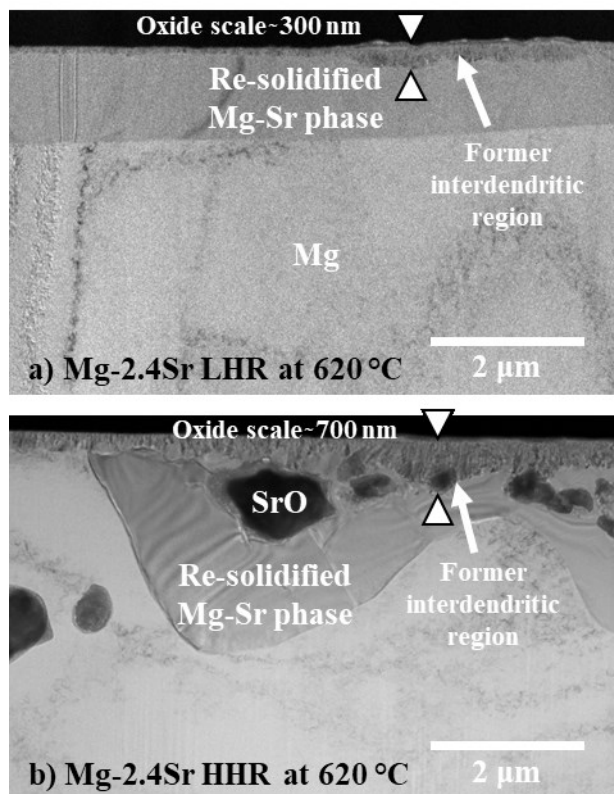 Oxide scale~300 nm
Re-solidified
Mg-Sr phase
Former
interdendritic
region
Mg
2 μm
a) Mg-2.4Sr LHR at 620 °C
Oxide scale~700 nm
SrO
Re-solidified
Mg-Sr phase
Former
interdendritic
region
2 μm
b) Mg-2.4Sr HHR at 620 °C